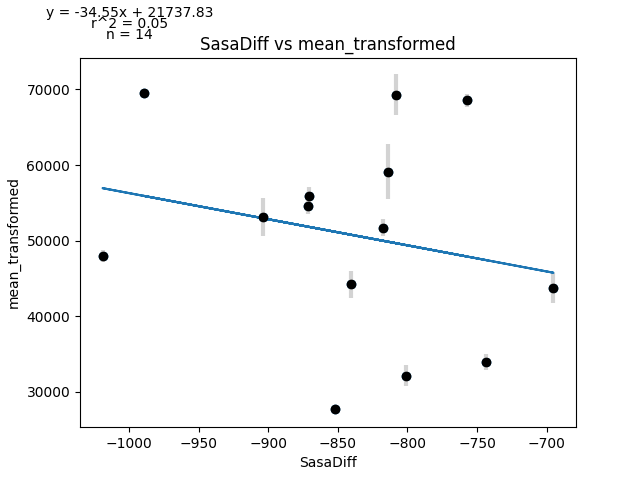 y = -34.55x + 21737.83
r^2 = 0.05
n = 14
SasaDiff vs mean_transformed
70000
60000
50000
40000
30000
mean_transformed
−1000
−950
−900
−850
−800
−750
−700
SasaDiff